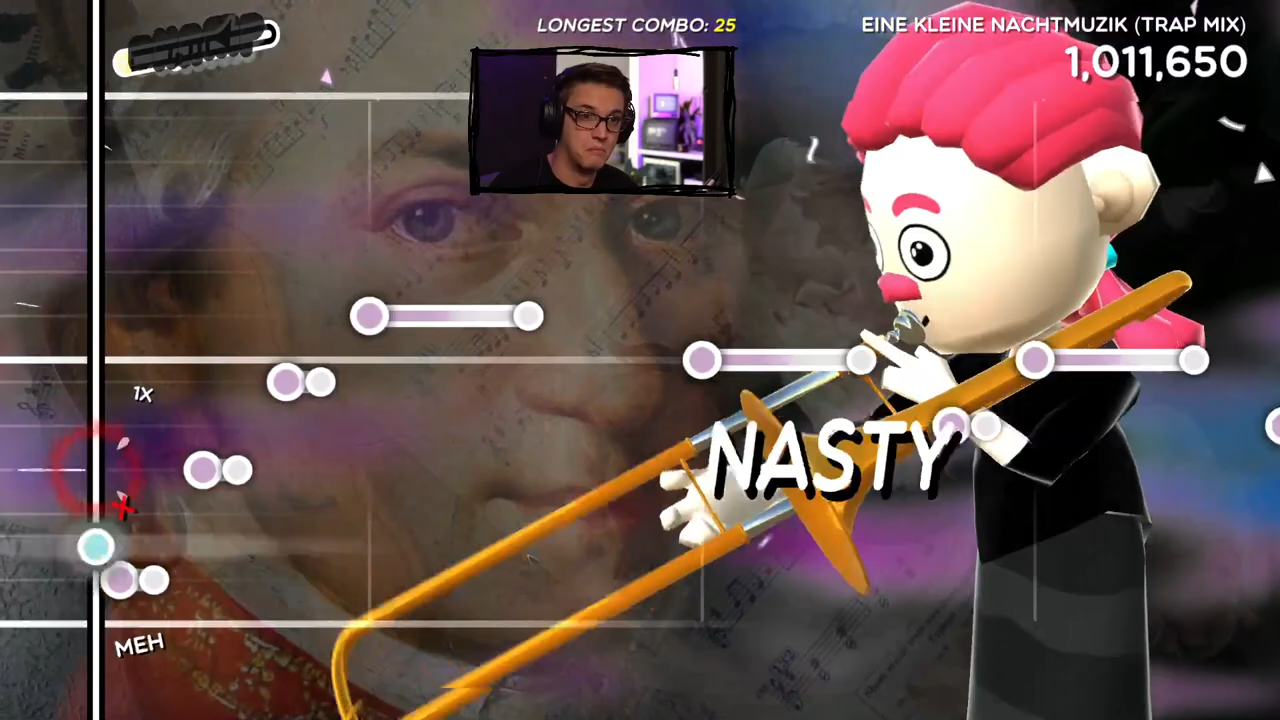 LONGEST COMBO: 25
EINE KLEINE NACHTMUZIK (TRAP MIX)
1,011,650
1X
NASTY
X
MEH